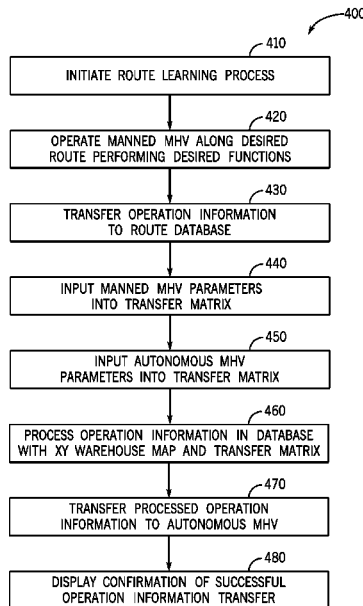 400
410
INITIATE ROUTE LEARNING PROCESS
420
OPERATE MANNED MHV ALONG DESIRED
ROUTE PERFORMING DESIRED FUNCTIONS
430
TRANSFER OPERATION INFORMATION
TO ROUTE DATABASE
440
INPUT MANNED MHV PARAMETERS
INTO TRANSFER MATRIX
450
INPUT AUTONOMOUS MHV
PARAMETERS INTO TRANSFER MATRIX
460
PROCESS OPERATION INFORMATION IN DATABASE
WITH XY WAREHOUSE MAP AND TRANSFER MATRIX
470
TRANSFER PROCESSED OPERATION
INFORMATION TO AUTONOMOUS MHV
480
DISPLAY CONFIRMATION OF SUCCESSFUL
OPERATION INFORMATION TRANSFER